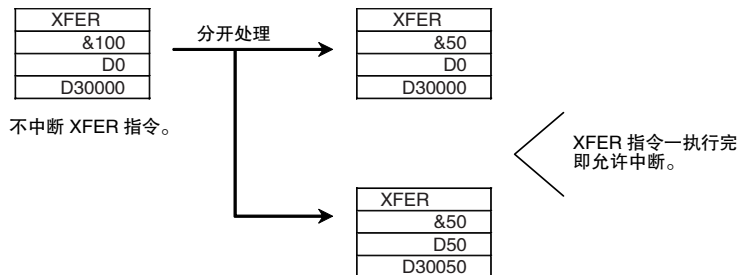 XFER
&100
D0
D30000
不中断 XFER 指令。
分开处理
XFER
&50
D0
D30000
XFER 指令一执行完
即允许中断。
XFER
&50
D50
D30050